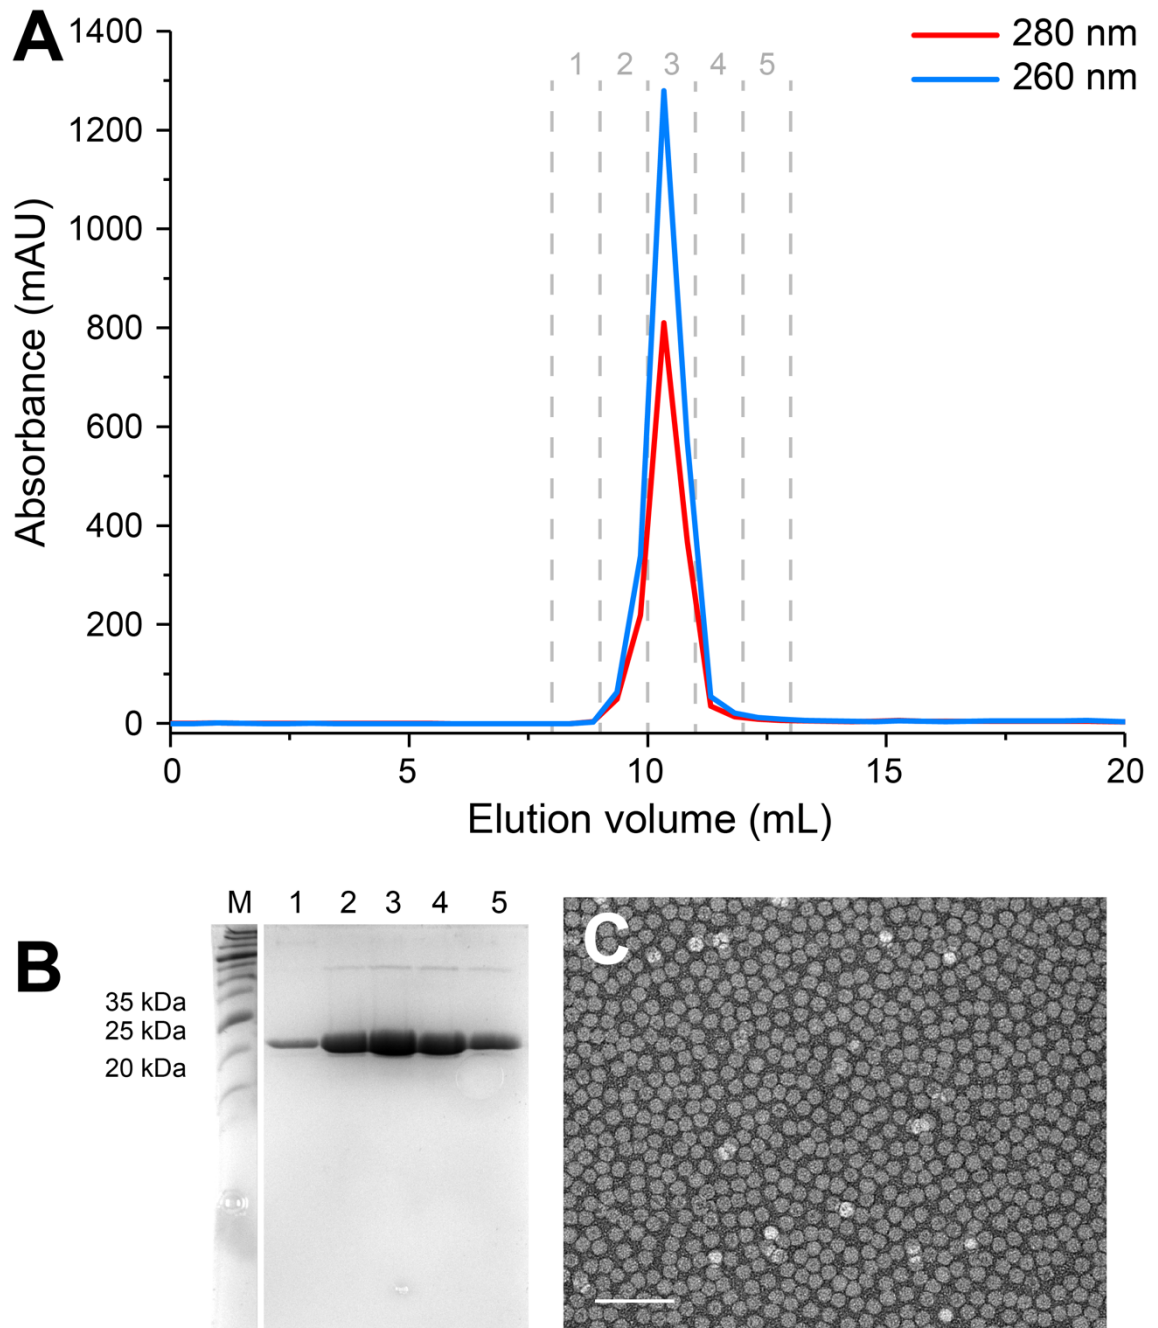 A
1400
1200
1000
800
600
400
200
0
Absorbance (mAU)
1 2 3 4 5
280 nm
260 nm
0 5 10 15 20
Elution volume (mL)
B
M 1 2 3 4 5
35 kDa
25 kDa
20 kDa
C